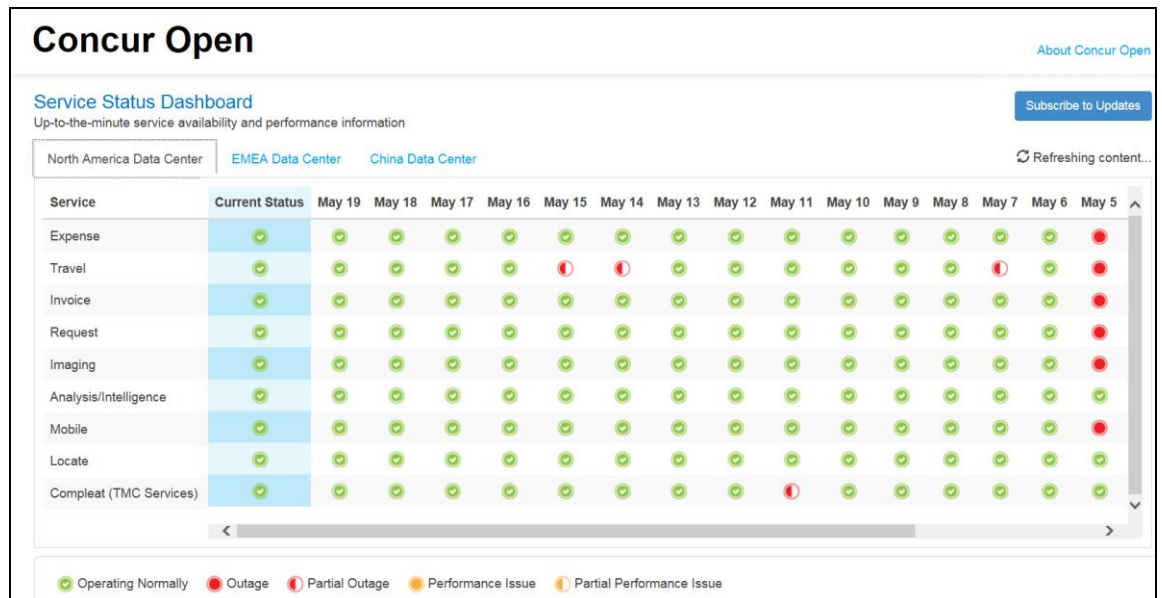 Concur Open
About Concur Open
Service Status Dashboard
Subscribe to Updates
Up-to-the-minute service availability and performance information
North America Data Center EMEA Data Center China Data Center Refreshing content...
Service Current Status May 19 May 18 May 17 May 16 May 15 May 14 May 13 May 12 May 11 May 10 May 9 May 8 May 7 May 6 May 5
Expense
Travel
Invoice
Request
Imaging
Analysis/Intelligence
Mobile
Locate
Compleat (TMC Services)
Operating Normally Outage Partial Outage Performance Issue Partial Performance Issue